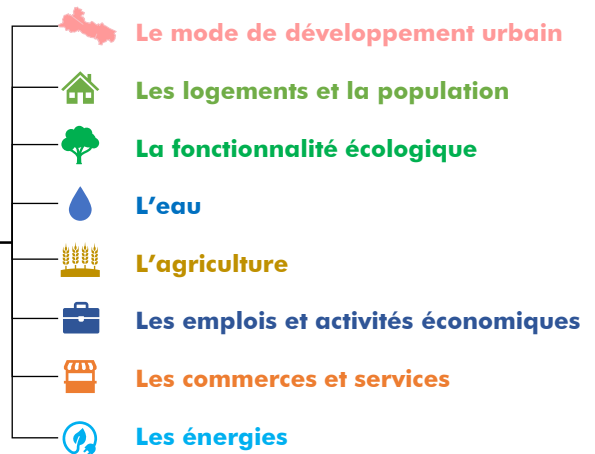 Le mode de développement urbain
Les logements et la population
La fonctionnalité écologique
L’eau
L’agriculture
Les emplois et activités économiques
Les commerces et services
Les énergies